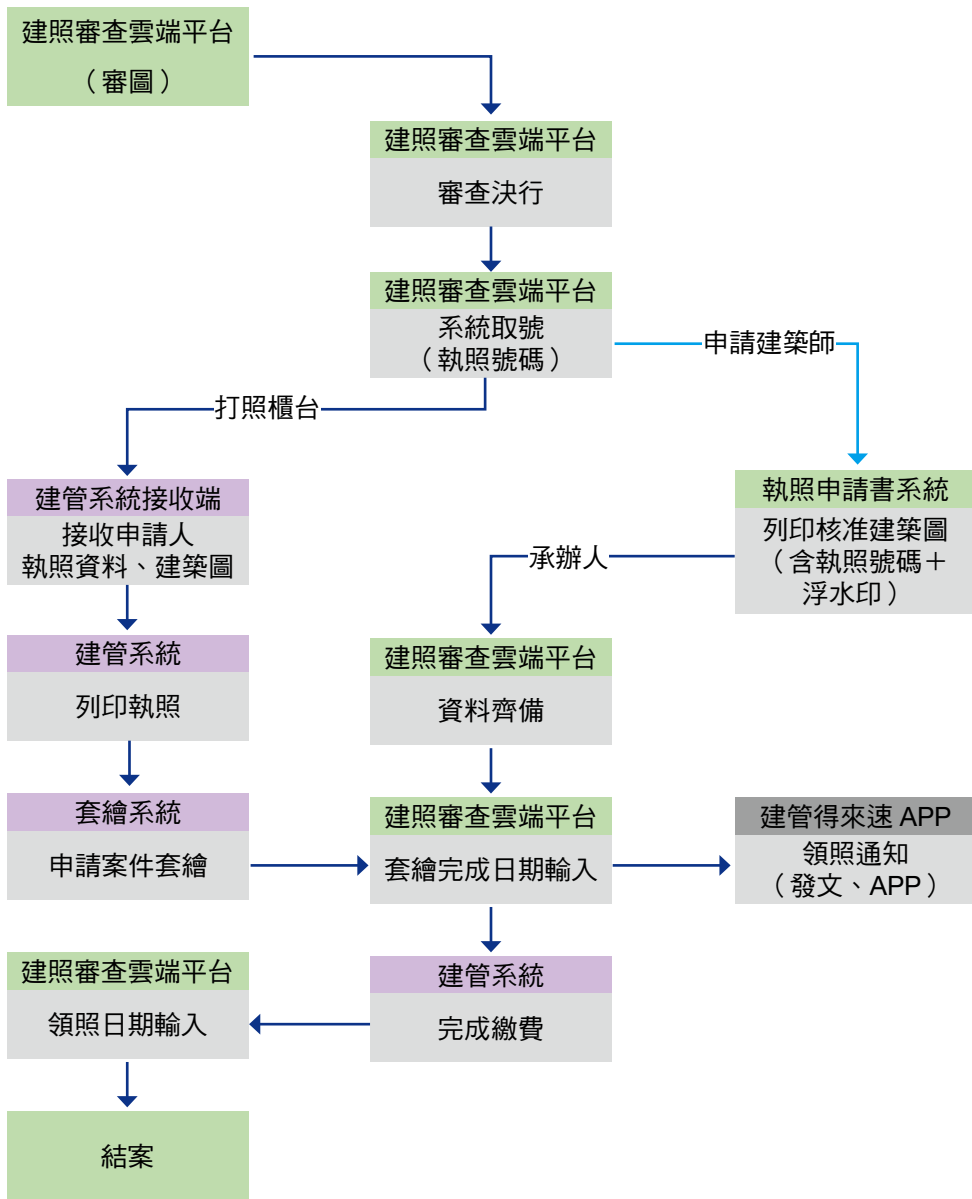 建照審查雲端平台
（審圖）
建照審查雲端平台
審查決行
建照審查雲端平台
系統取號
（執照號碼）
申請建築師
打照櫃台
建管系統接收端
接收申請人
執照資料、建築圖
執照申請書系統
列印核准建築圖
（含執照號碼＋
浮水印）
承辦人
建管系統
列印執照
建照審查雲端平台
資料齊備
套繪系統
申請案件套繪
建照審查雲端平台
套繪完成日期輸入
建管得來速 APP
領照通知
（發文、APP）
建照審查雲端平台
領照日期輸入
建管系統
完成繳費
結案